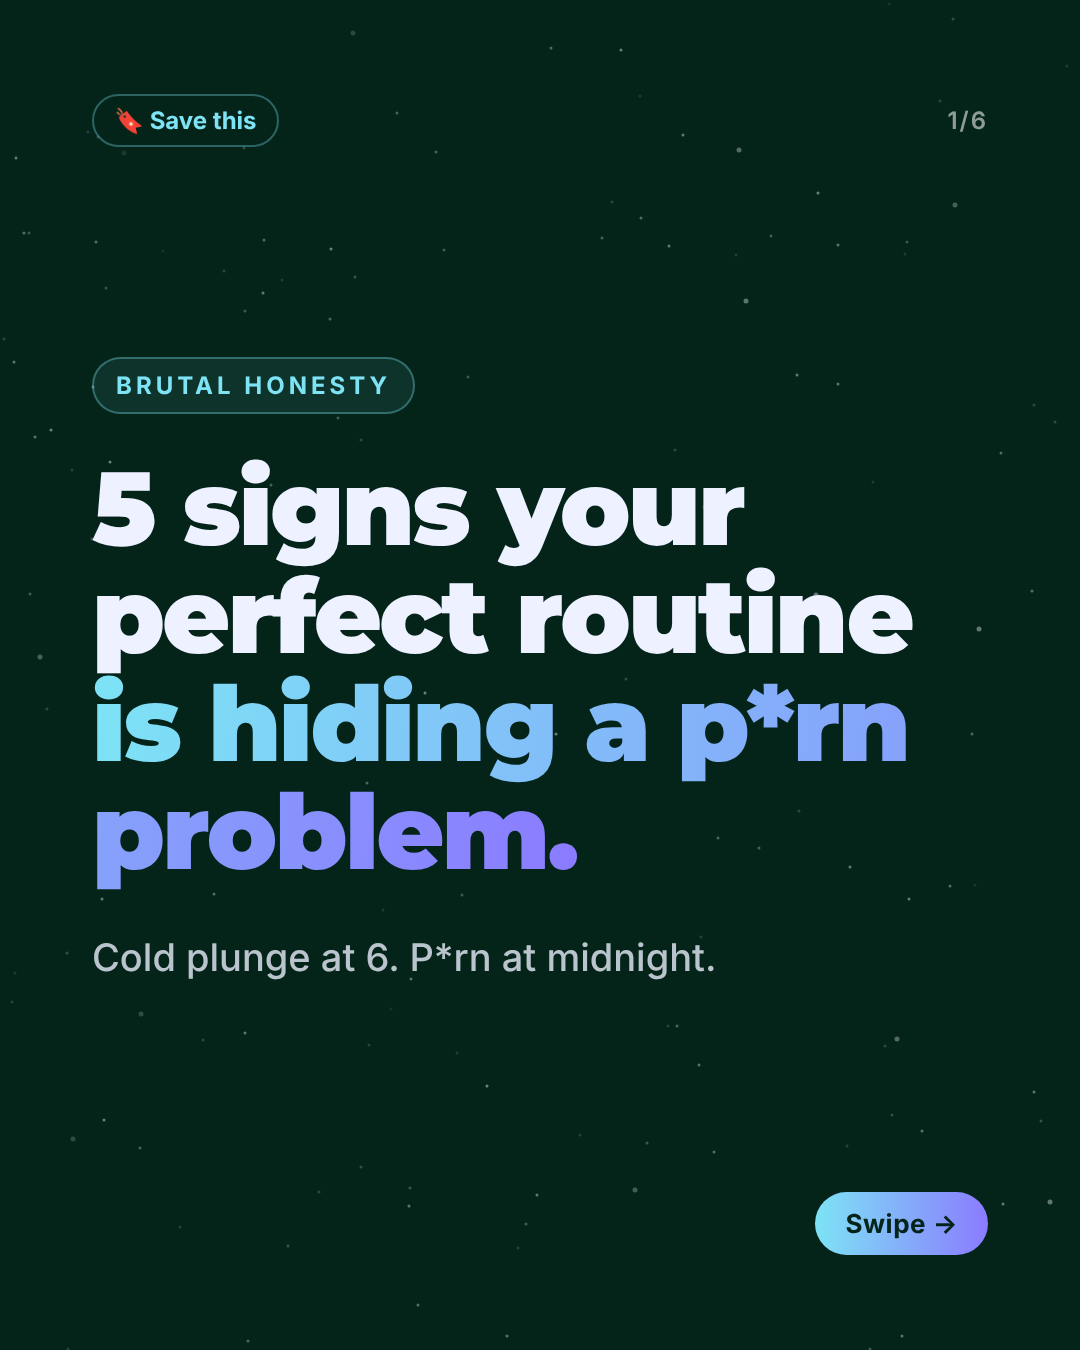 🔖 Save this
1/6
BRUTAL HONESTY
5 signs your
perfect routine
is hiding a p*rn
problem.
Cold plunge at 6. P*rn at midnight.
Swipe →